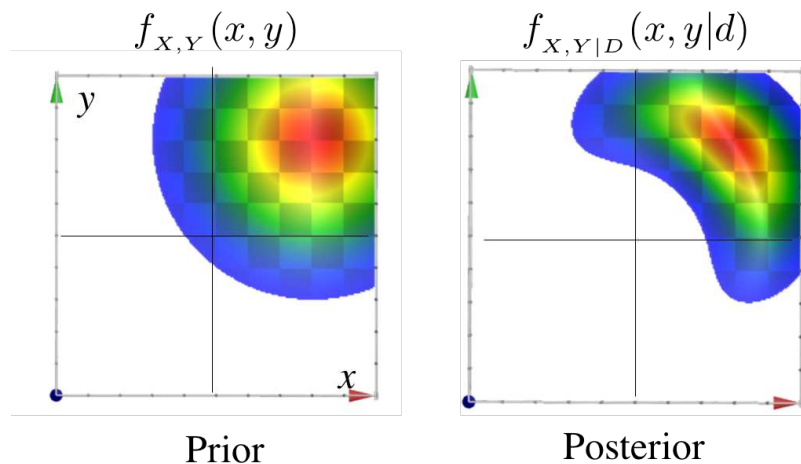 f_{X,Y}(x, y)
f_{X,Y|D}(x, y|d)
y
x
Prior
Posterior